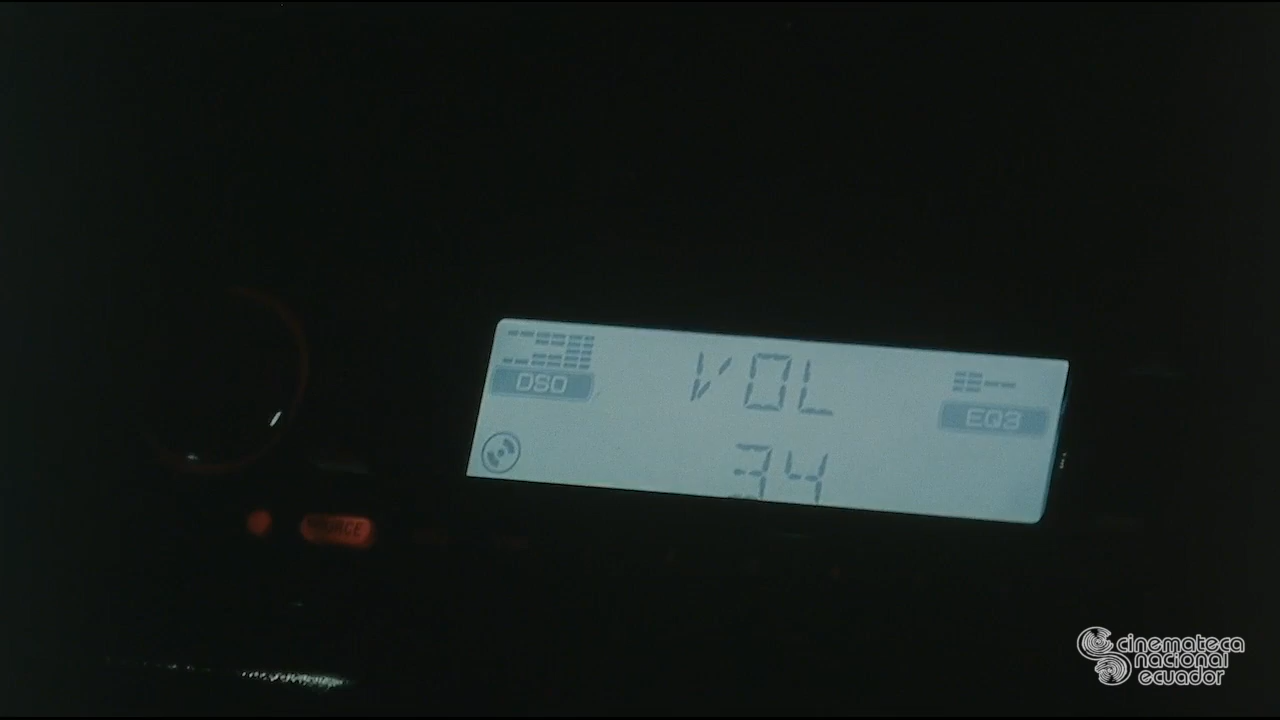 DSO
VOL
EQ3
34
SOURCE
cinemateca
nacional
ecuador